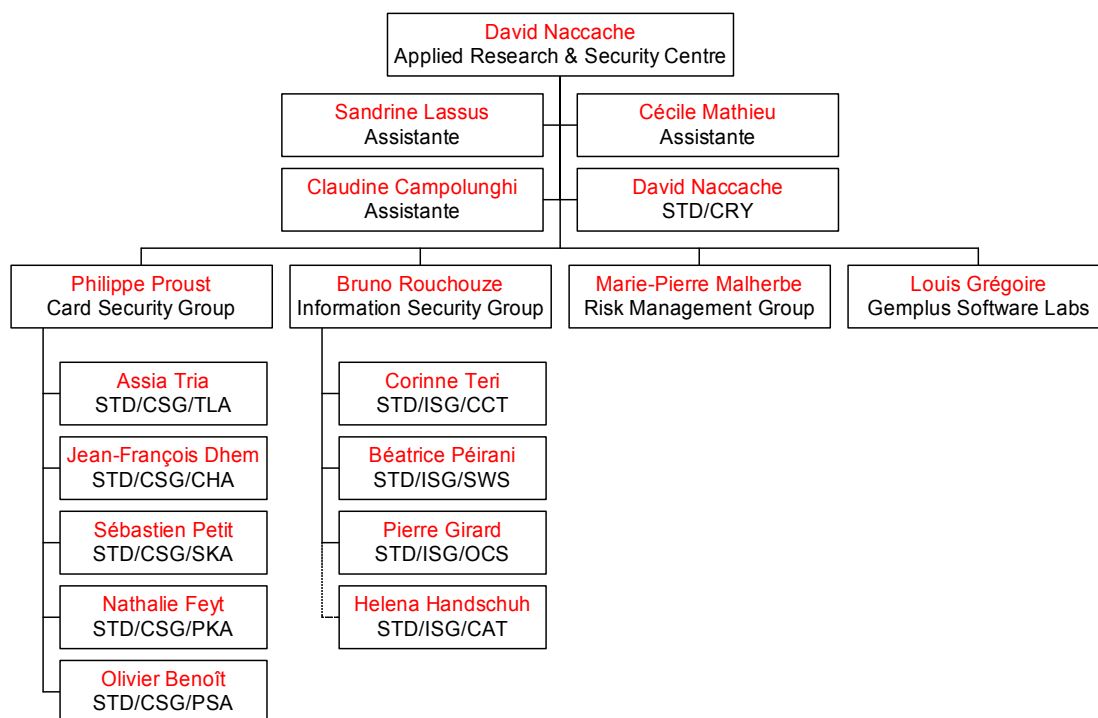 David Naccache
Applied Research & Security Centre
Sandrine Lassus
Assistante
Cécile Mathieu
Assistante
Claudine Campolunghi
Assistante
David Naccache
STD/CRY
Philippe Proust
Card Security Group
Bruno Rouchouze
Information Security Group
Marie-Pierre Malherbe
Risk Management Group
Louis Grégoire
Gemplus Software Labs
Assia Tria
STD/CSG/TLA
Jean-François Dhem
STD/CSG/CHA
Sébastien Petit
STD/CSG/SKA
Nathalie Feyt
STD/CSG/PKA
Olivier Benoît
STD/CSG/PSA
Corinne Teri
STD/ISG/CCT
Béatrice Péirani
STD/ISG/SWS
Pierre Girard
STD/ISG/OCS
Helena Handschuh
STD/ISG/CAT